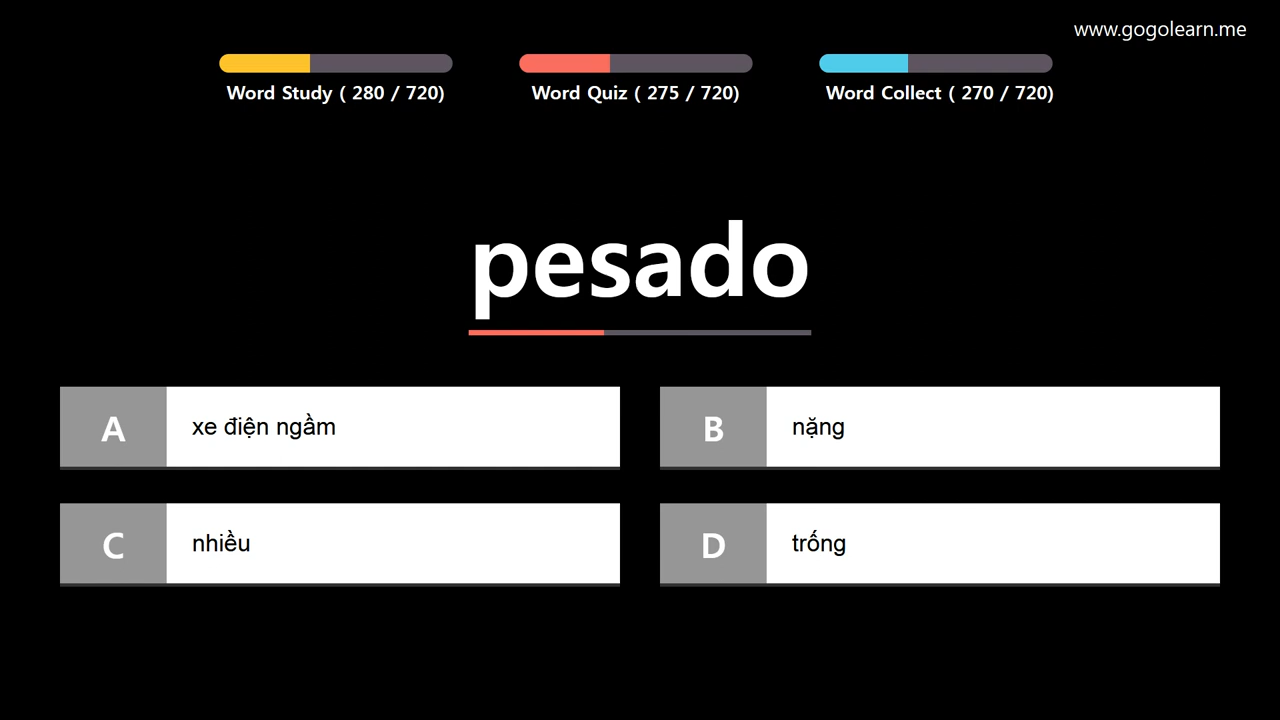 www.gogolearn.me
Word Study ( 280 / 720)
Word Quiz ( 275 / 720)
Word Collect ( 270 / 720)
pesado
A xe điện ngầm
B nặng
C nhiều
D trống